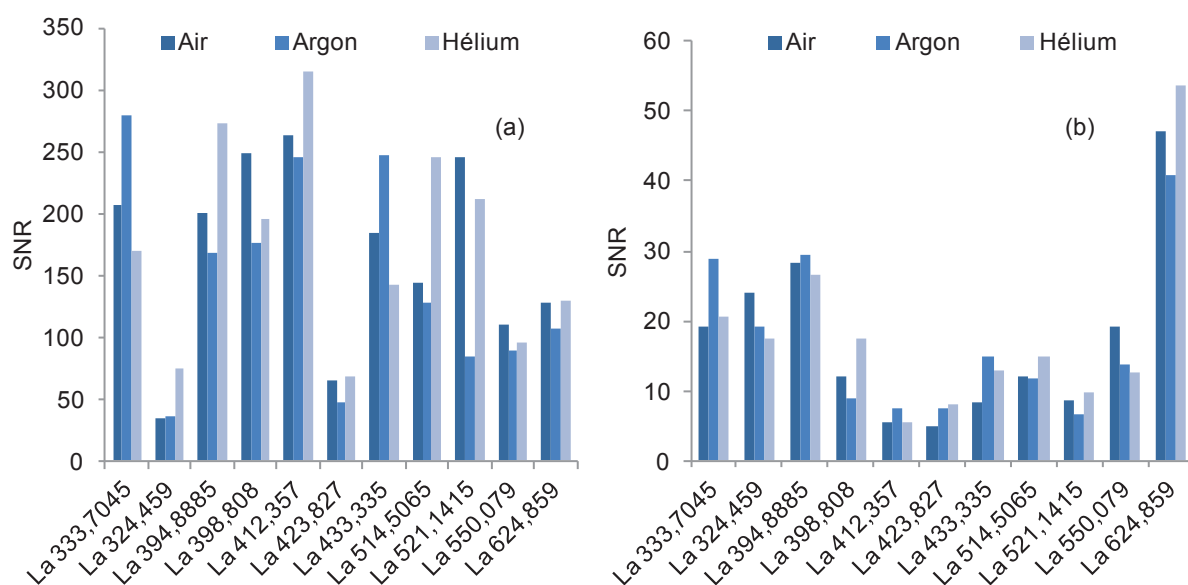 350
300
250
200
150
100
50
0
SNR
Air
Argon
Hélium
(a)
La 333,7045
La 324,459
La 394,8885
La 398,808
La 412,357
La 423,827
La 433,335
La 514,5065
La 521,1415
La 550,079
La 624,859
60
50
40
30
20
10
0
SNR
Air
Argon
Hélium
(b)
La 333,7045
La 324,459
La 394,8885
La 398,808
La 412,357
La 423,827
La 433,335
La 514,5065
La 521,1415
La 550,079
La 624,859